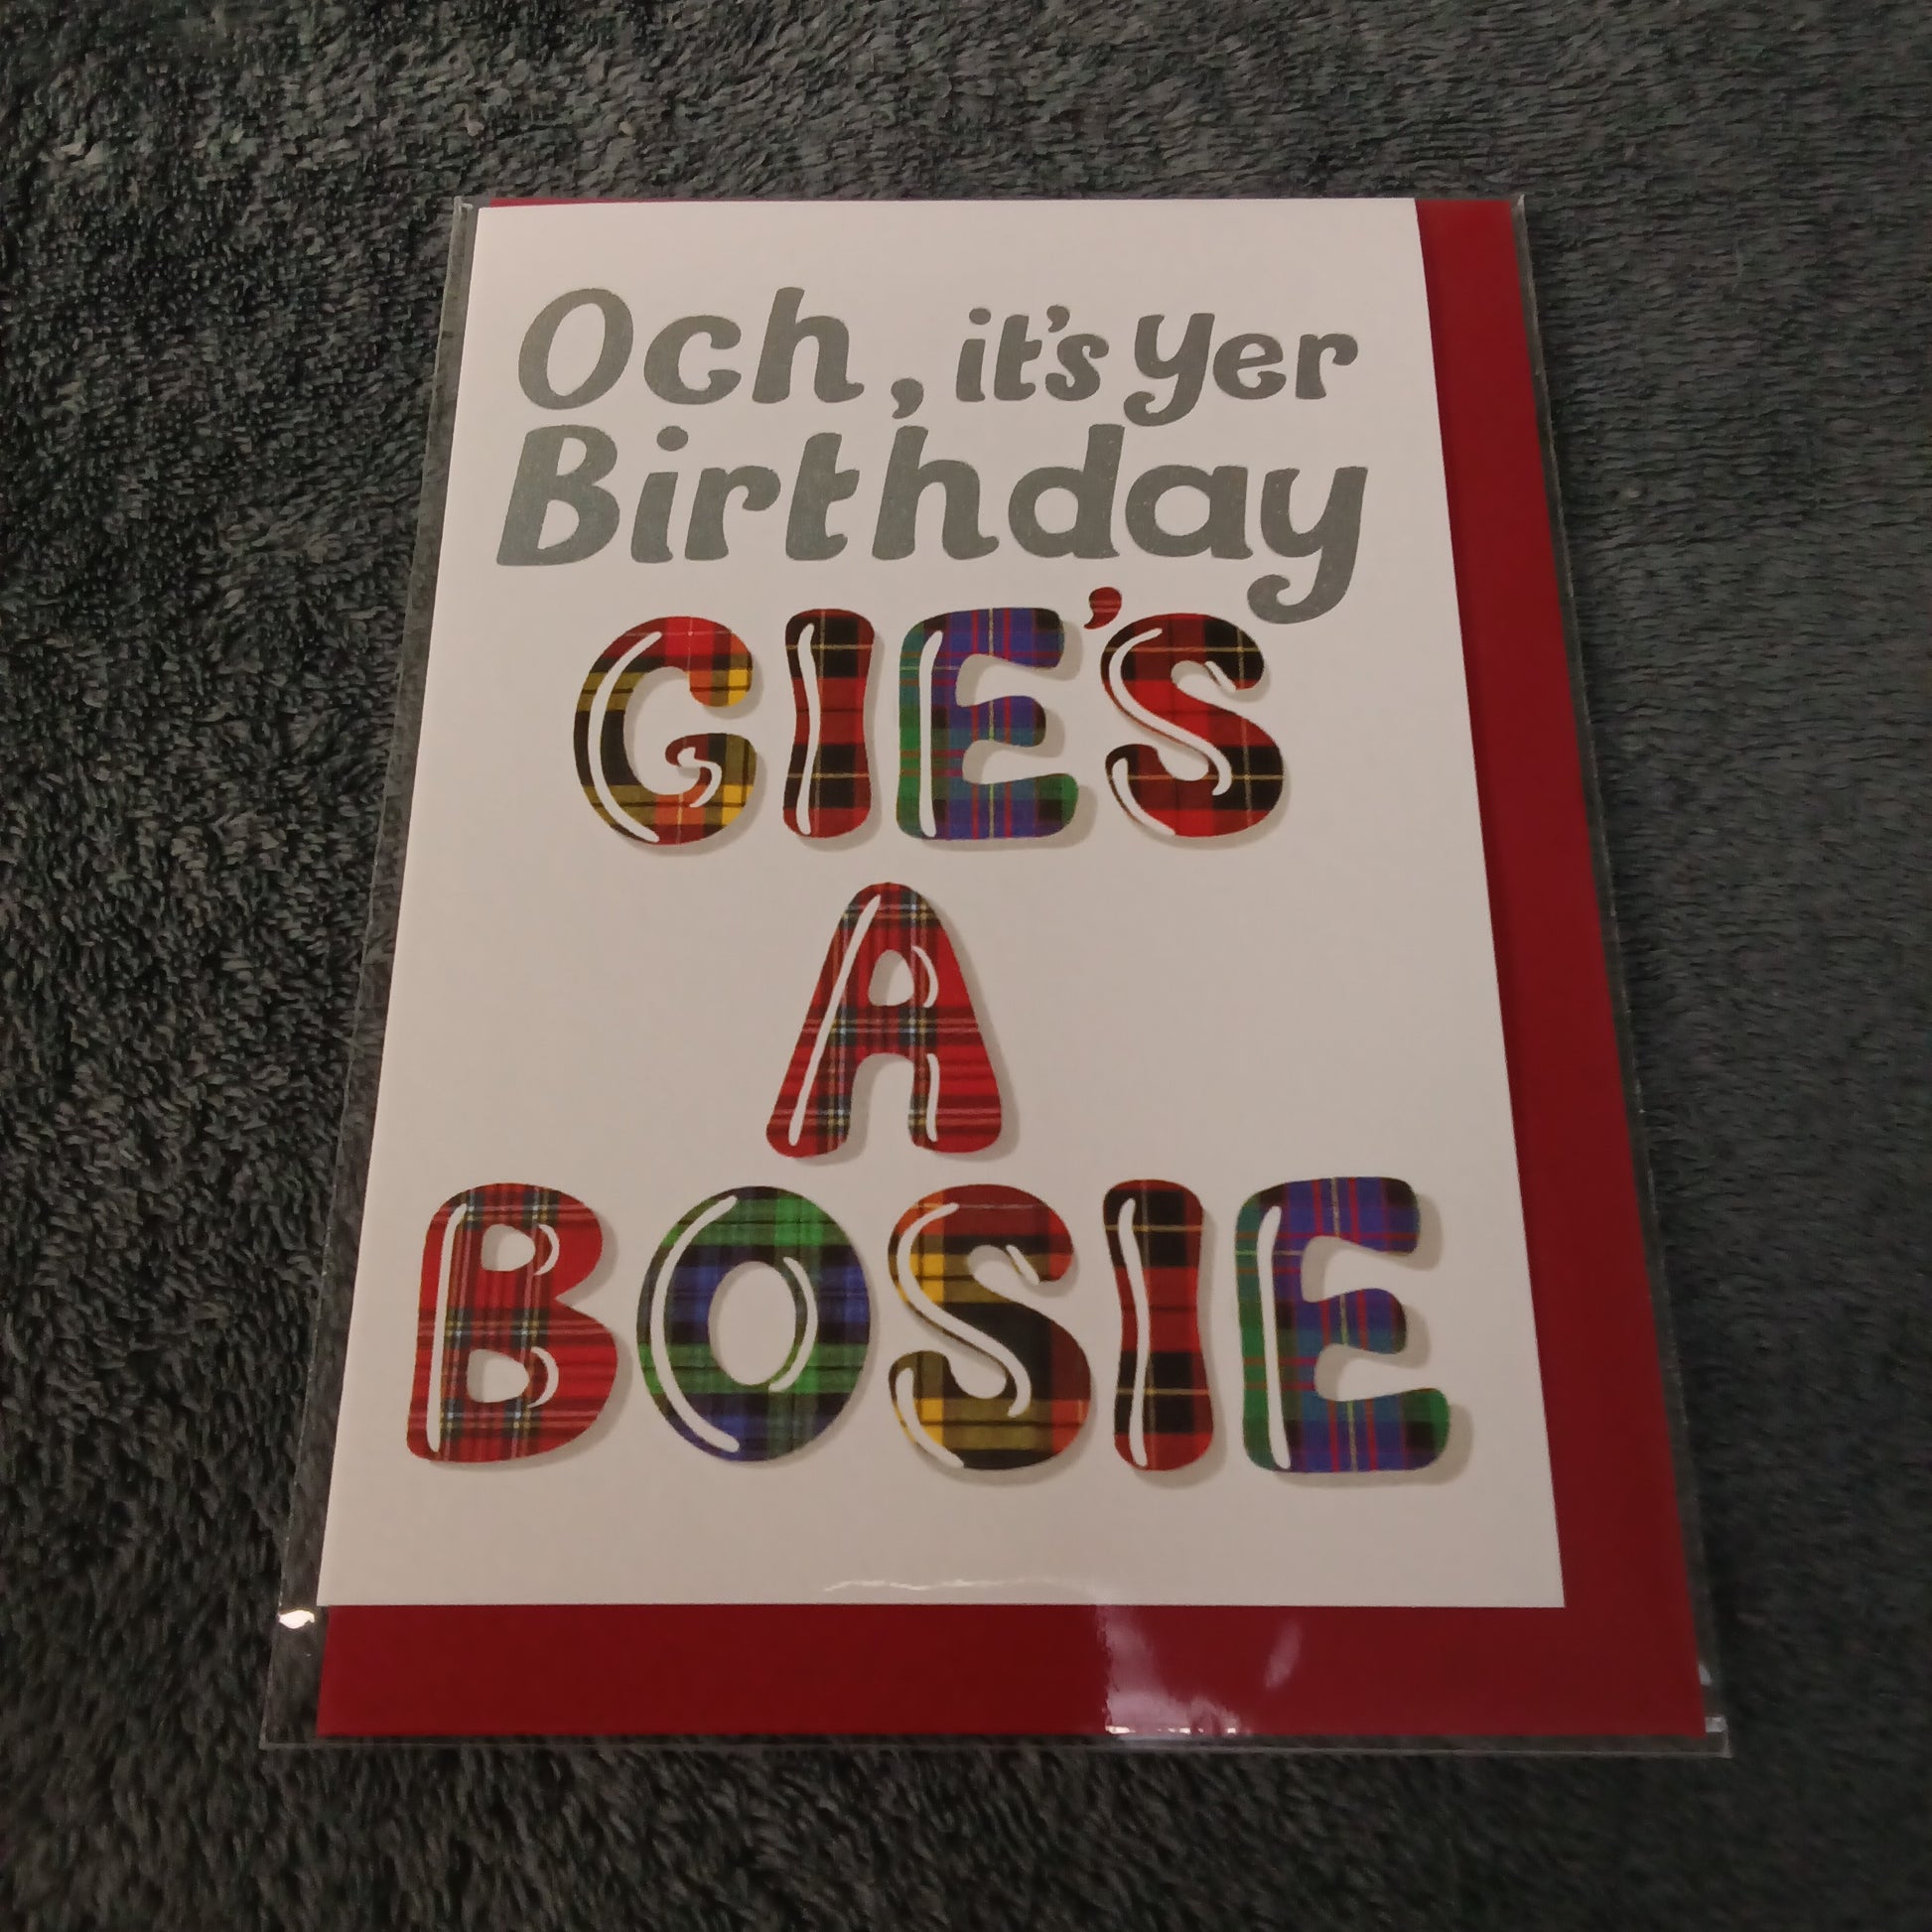 Och, it's yer
Birthday
GIE'S
A
BOSIE